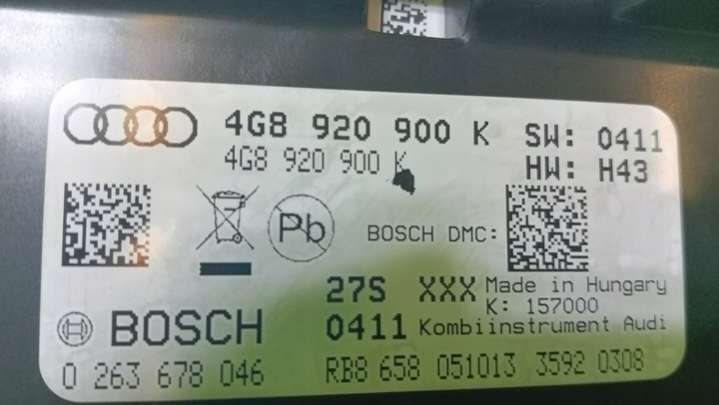 4G8 920 900 K SW: 0411
4G8 920 900 K HW: H43
Pb BOSCH DMC:
27S XXX Made in Hungary
K: 157000
BOSCH 0411 Kombiinstrument Audi
0 263 678 046 RB8 658 051013 3592 0308